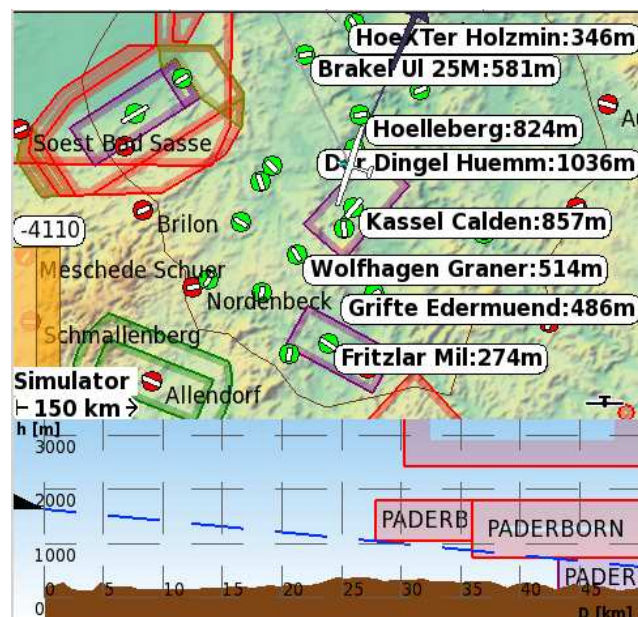 HoeXTer Holzmin:346m
Brakel Ul 25M:581m
Hoelleberg:824m
Soest Bad Sasse
Huemm:1036m
Brilon
Kassel Calden:857m
-4110
Meschede Schuer
Wolfhagen Graner:514m
Nordenbeck
Grifte Edermuend:486m
Schmallenberg
Fritzlar Mil:274m
Simulator
Allendorf
150 km
h [m]
3000
2000
PADERB
PADERBORN
1000
PADER
0 5 10 15 20 25 30 35 40 45
0
D [km]